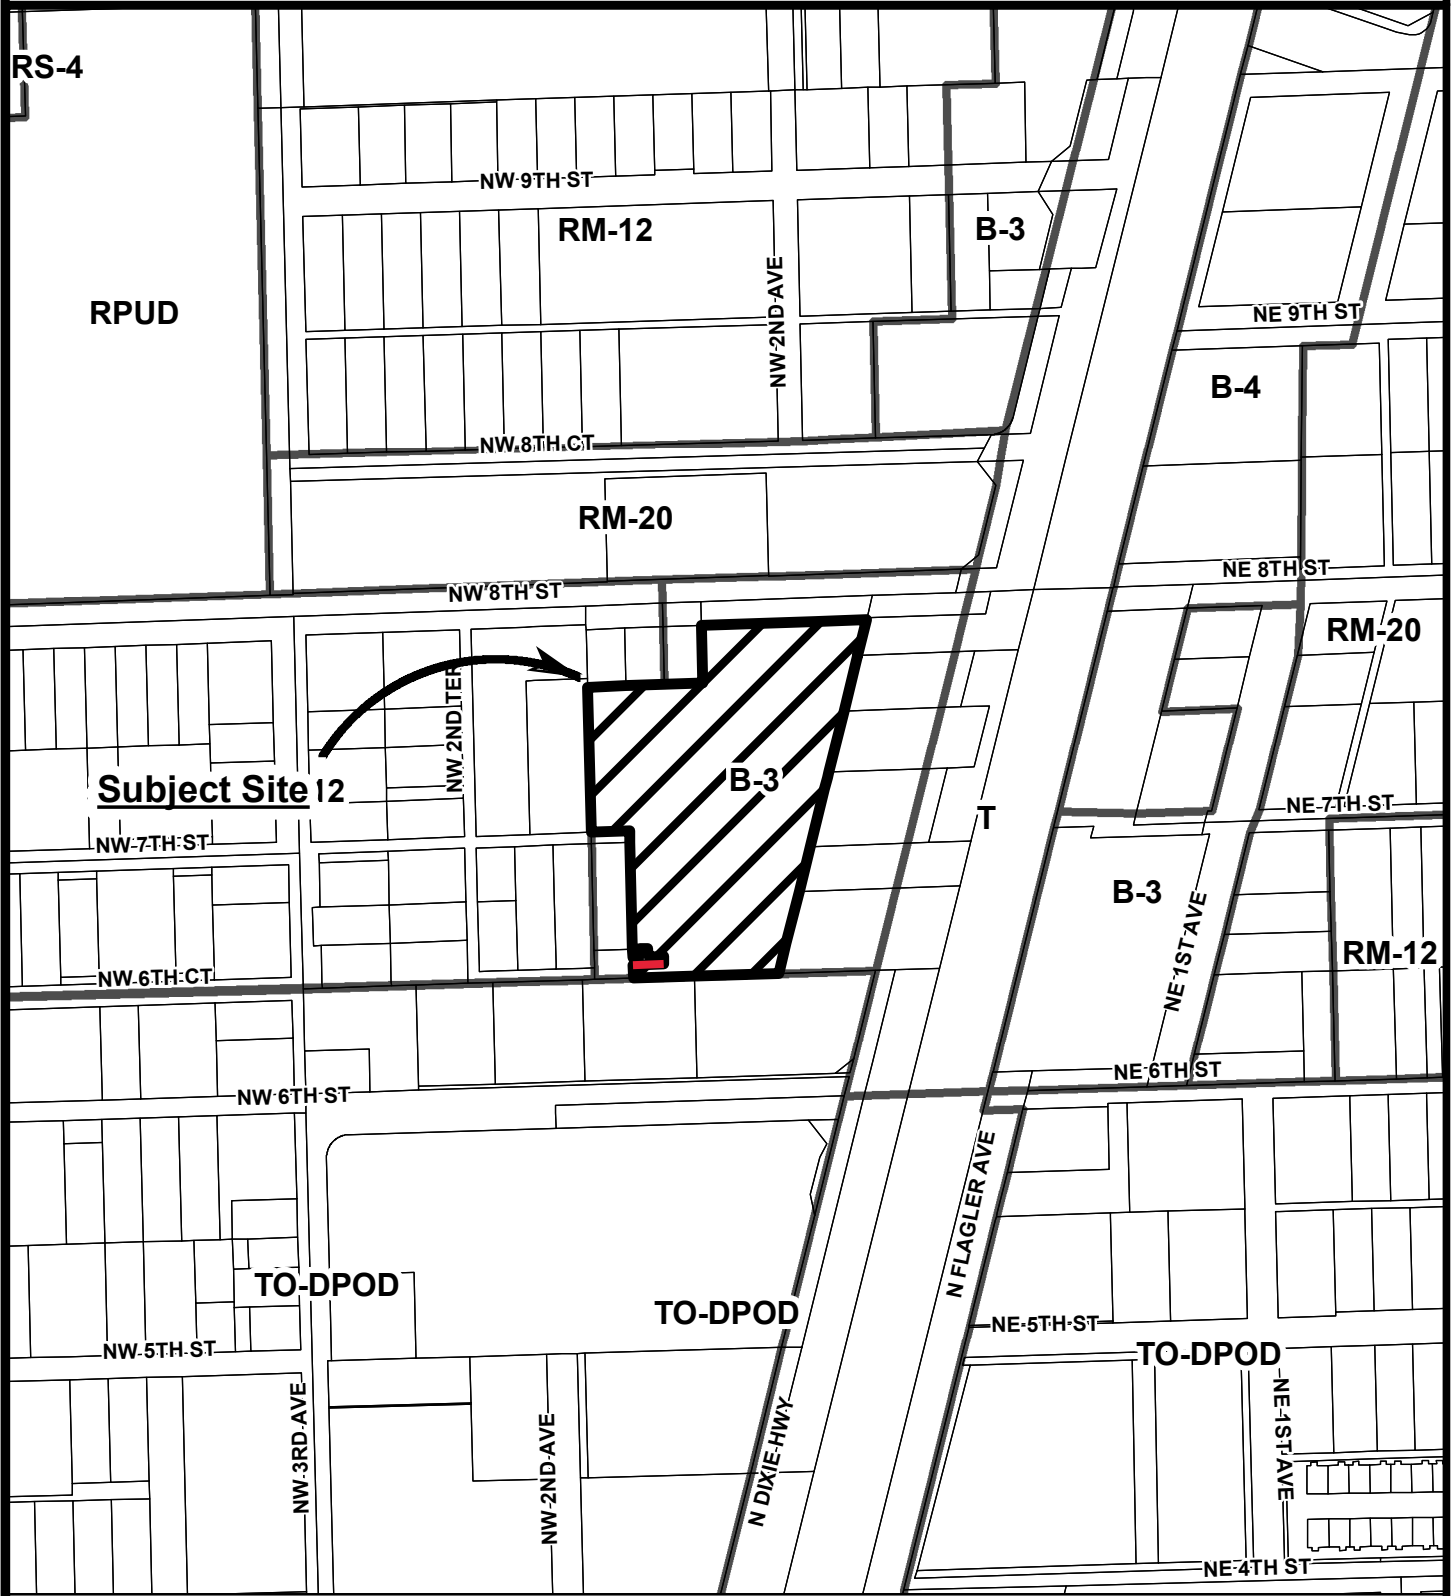 RS-4
NW 9TH ST
RM-12
B-3
RPUD
NW 2ND AVE
NE 9TH ST
B-4
NW 8TH CT
RM-20
NE 8TH ST
NW 8TH ST
RM-20
NW 2ND TER
B-3
Subject Site 12
NE 7TH ST
T
NW 7TH ST
B-3
NE 1ST AVE
RM-12
NW 6TH CT
NE 6TH ST
NW 6TH ST
N FLAGLER AVE
TO-DPOD
TO-DPOD
NE 5TH ST
NW 5TH ST
TO-DPOD
NW 3RD AVE
NW 2ND AVE
N DIXIE HWY
NE 1ST AVE
NE 4TH ST